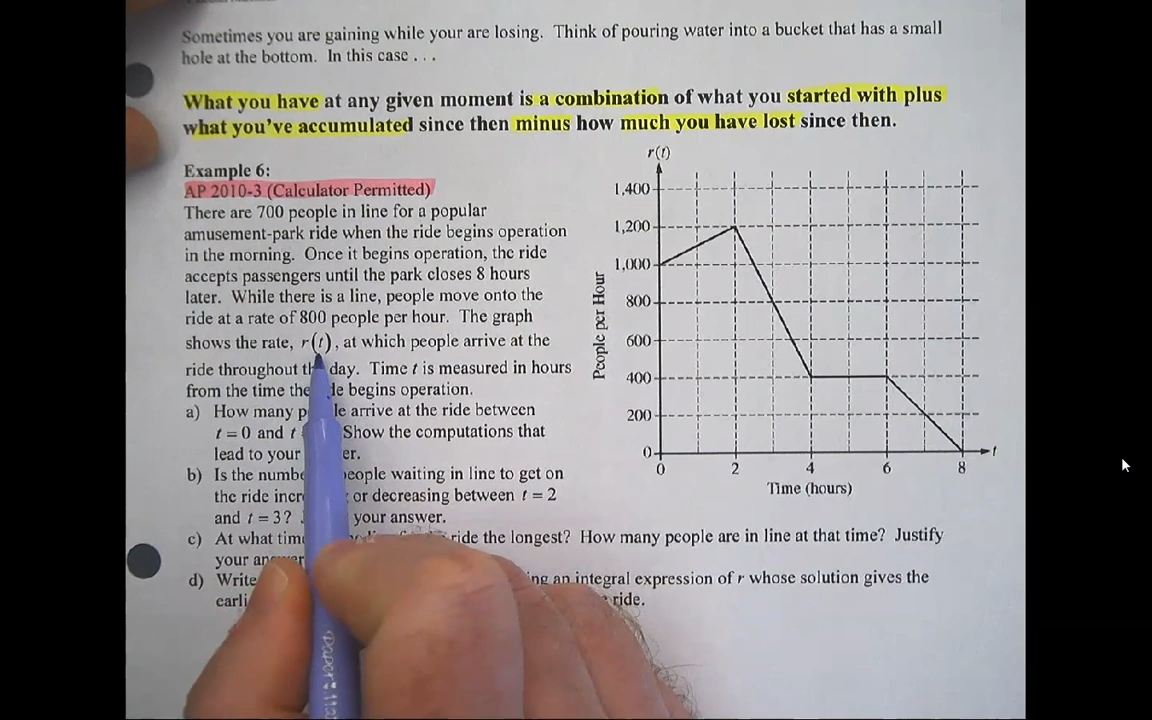 Sometimes you are gaining while your are losing. Think of pouring water into a bucket that has a small
hole at the bottom. In this case . . .
What you have at any given moment is a combination of what you started with plus
what you've accumulated since then minus how much you have lost since then.
Example 6:
AP 2010-3 (Calculator Permitted)
There are 700 people in line for a popular
amusement-park ride when the ride begins operation
in the morning. Once it begins operation, the ride
accepts passengers until the park closes 8 hours
later. While there is a line, people move onto the
ride at a rate of 800 people per hour. The graph
shows the rate, r(t), at which people arrive at the
ride throughout the day. Time t is measured in hours
from the time the begins operation.
a) How many arrive at the ride between
t = 0 and t Show the computations that
lead to your
b) Is the people waiting in line to get on
the ride or decreasing between t = 2
and t = 3? your answer.
c) At what ride the longest? How many people are in line at that time? Justify
your
d) Write an integral expression of r whose solution gives the
ride.
r(t)
1,400
1,200
1,000
800
600
400
200
0
People per Hour
0 2 4 6 8
t
Time (hours)